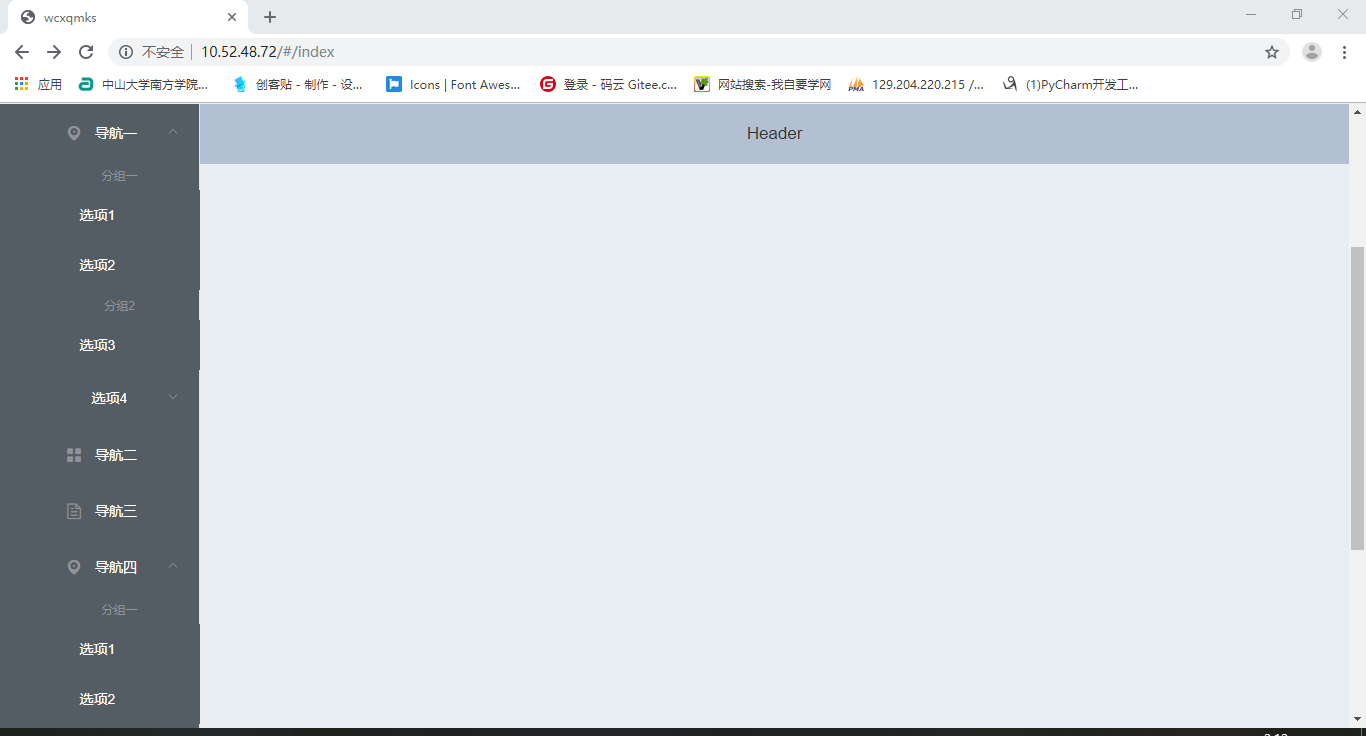 wcxqmks
不安全 10.52.48.72/#/index
应用 中山大学南方学院... 创客贴 - 制作 - 设... Icons | Font Awes... 登录 - 码云 Gitee.c... 网站搜索-我自要学网 129.204.220.215 /... (1)PyCharm开发工...
导航一
Header
分组一
选项1
选项2
分组2
选项3
选项4
导航二
导航三
导航四
分组一
选项1
选项2